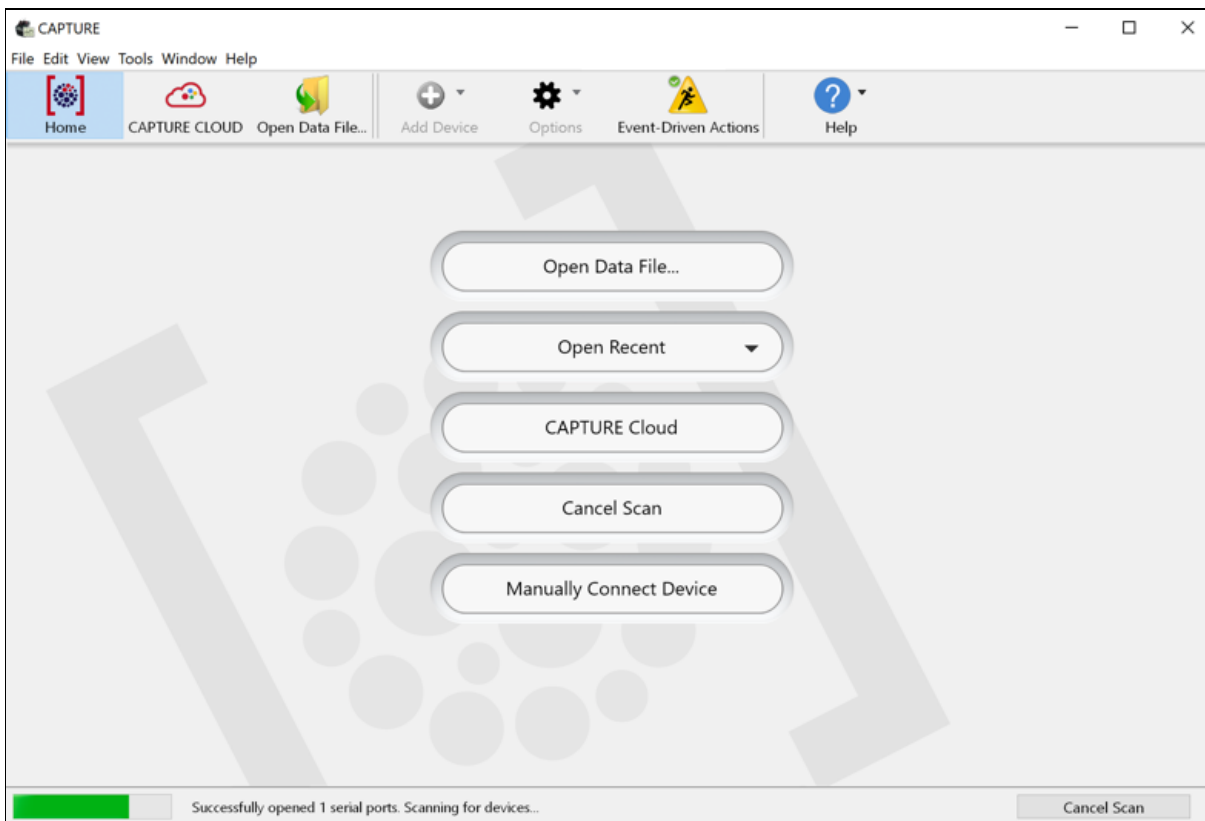 CAPTURE
File Edit View Tools Window Help
Home CAPTURE CLOUD Open Data File... Add Device Options Event-Driven Actions Help
Open Data File...
Open Recent
CAPTURE Cloud
Cancel Scan
Manually Connect Device
Successfully opened 1 serial ports. Scanning for devices... Cancel Scan